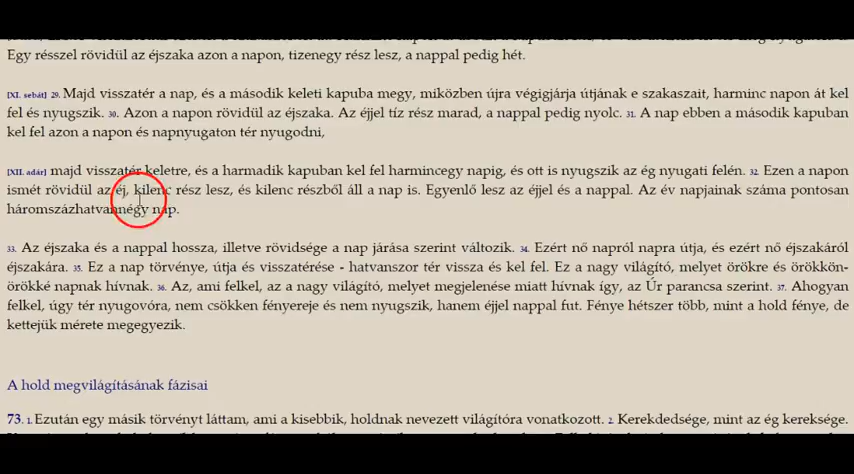 Egy résszel rövidül az éjszaka azon a napon, tizenegy rész lesz, a nappal pedig hét.
[XI. sebát] 29. Majd visszatér a nap, és a második keleti kapuba megy, miközben újra végigjárja útjának e szakaszait, harminc napon át kel
fel és nyugszik. 30. Azon a napon rövidül az éjszaka. Az éjjel tíz rész marad, a nappal pedig nyolc. 31. A nap ebben a második kapuban
kel fel azon a napon és napnyugaton tér nyugodni,
[XII. adár] majd visszatér keletre, és a harmadik kapuban kel fel harmincegy napig, és ott is nyugszik az ég nyugati felén. 32. Ezen a napon
ismét rövidül az éj, kilenc rész lesz, és kilenc részből áll a nap is. Egyenlő lesz az éjjel és a nappal. Az év napjainak száma pontosan
háromszázhatvannégy nap.
33. Az éjszaka és a nappal hossza, illetve rövidsége a nap járása szerint változik. 34. Ezért nő napról napra útja, és ezért nő éjszakáról
éjszakára. 35. Ez a nap törvénye, útja és visszatérése - hatvanszor tér vissza és kel fel. Ez a nagy világító, melyet örökre és örökkön-
örökké napnak hívnak. 36. Az, ami felkel, az a nagy világító, melyet megjelenése miatt hívnak így, az Úr parancsa szerint. 37. Ahogyan
felkel, úgy tér nyugovóra, nem csökken fényereje és nem nyugszik, hanem éjjel nappal fut. Fénye hétszer több, mint a hold fénye, de
kettejük mérete megegyezik.
A hold megvilágításának fázisai
73. 1. Ezután egy másik törvényt láttam, ami a kisebbik, holdnak nevezett világítóra vonatkozott. 2. Kerekdedsége, mint az ég kereksége.